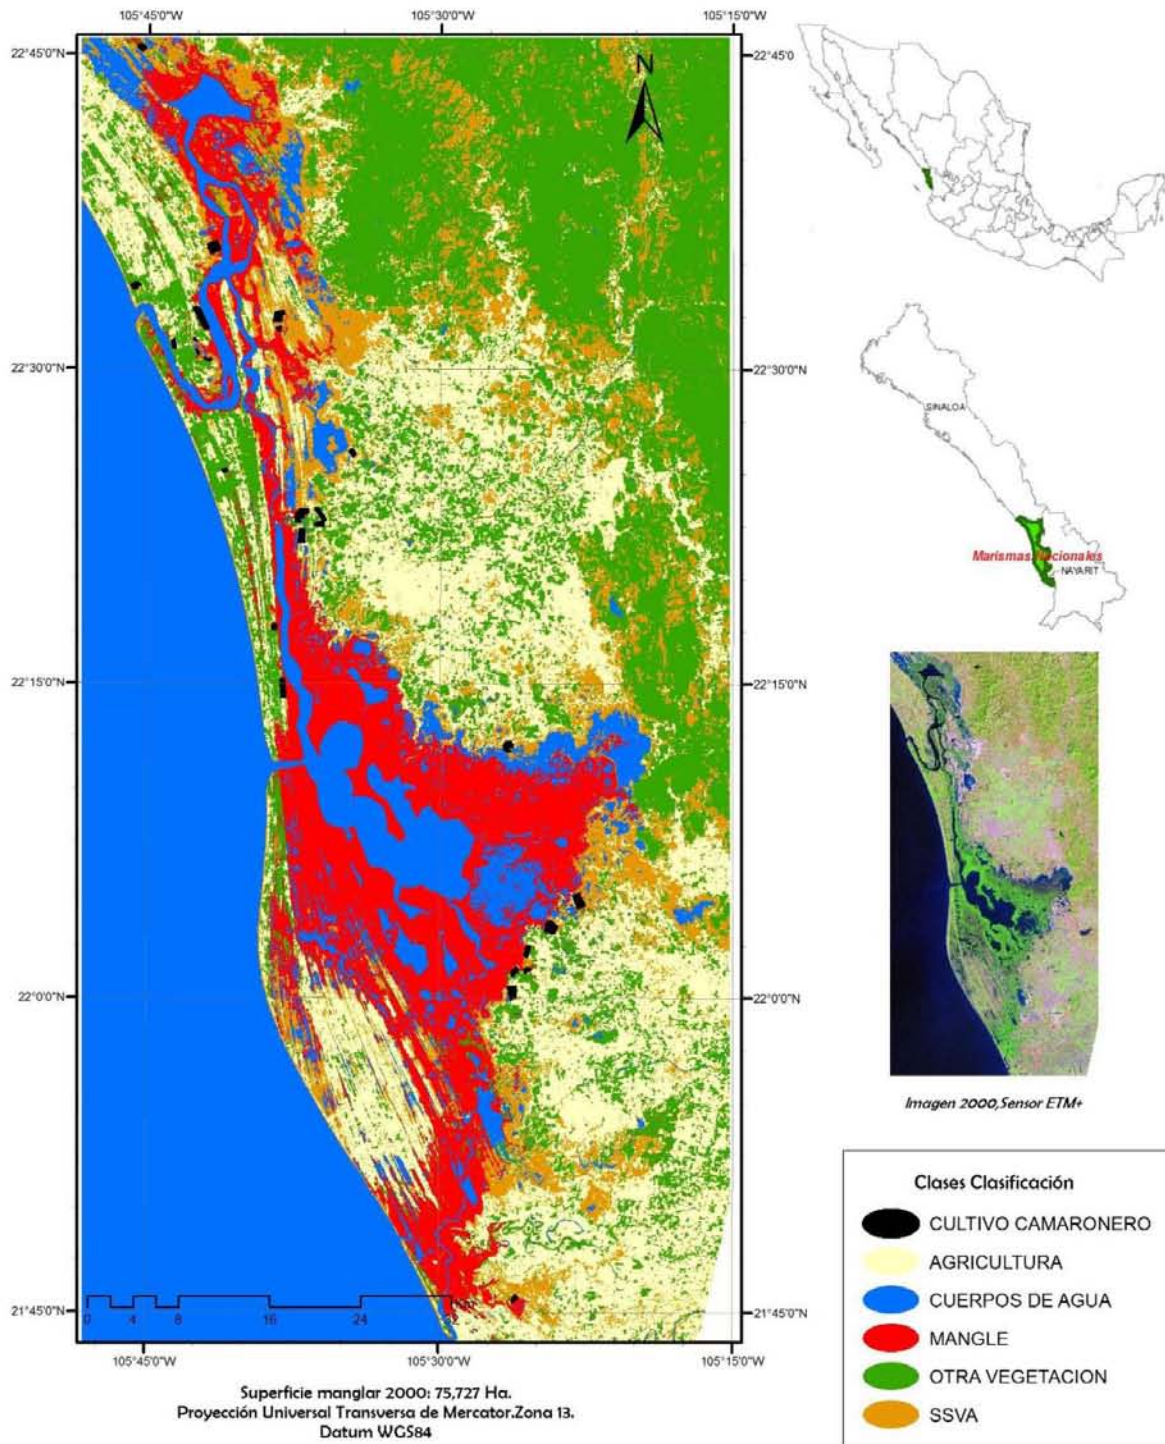 105°45'0"W 105°30'0"W 105°15'0"W
22°45'0"N 22°45'0
N
22°30'0"N 22°30'0"N
22°15'0"N 22°15'0"N
22°0'0"N 22°0'0"N
21°45'0"N 21°45'0"N
0 4 8 16 24 32
105°45'0"W 105°30'0"W 105°15'0"W
Superficie manglar 2000: 75,727 Ha.
Proyección Universal Transversa de Mercator.Zona 13.
Datum WGS84
SINALOA
Marismas Nacionales
NAYARIT
Imagen 2000,Sensor ETM+
Clases Clasificación
CULTIVO CAMARONERO
AGRICULTURA
CUERPOS DE AGUA
MANGLE
OTRA VEGETACION
SSVA